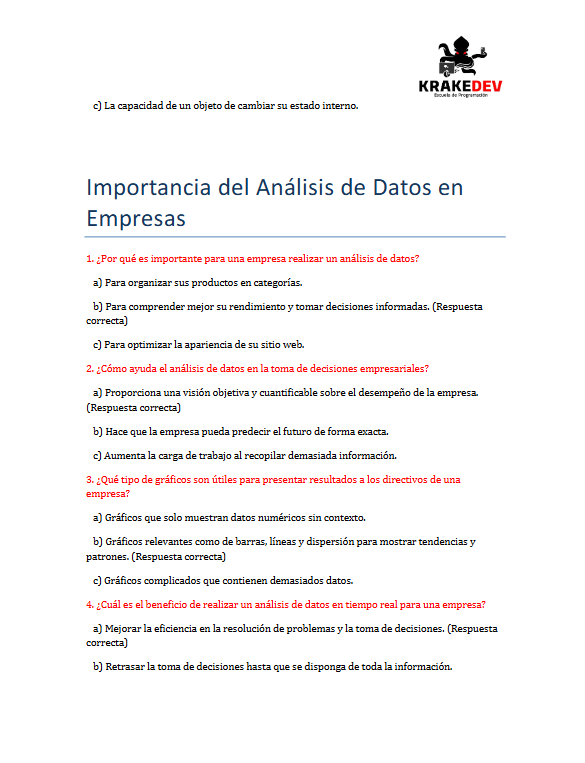 KRAKEDEV
Escuela de Programación
c) La capacidad de un objeto de cambiar su estado interno.
Importancia del Análisis de Datos en
Empresas
1. ¿Por qué es importante para una empresa realizar un análisis de datos?
a) Para organizar sus productos en categorías.
b) Para comprender mejor su rendimiento y tomar decisiones informadas. (Respuesta
correcta)
c) Para optimizar la apariencia de su sitio web.
2. ¿Cómo ayuda el análisis de datos en la toma de decisiones empresariales?
a) Proporciona una visión objetiva y cuantificable sobre el desempeño de la empresa.
(Respuesta correcta)
b) Hace que la empresa pueda predecir el futuro de forma exacta.
c) Aumenta la carga de trabajo al recopilar demasiada información.
3. ¿Qué tipo de gráficos son útiles para presentar resultados a los directivos de una
empresa?
a) Gráficos que solo muestran datos numéricos sin contexto.
b) Gráficos relevantes como de barras, líneas y dispersión para mostrar tendencias y
patrones. (Respuesta correcta)
c) Gráficos complicados que contienen demasiados datos.
4. ¿Cuál es el beneficio de realizar un análisis de datos en tiempo real para una empresa?
a) Mejorar la eficiencia en la resolución de problemas y la toma de decisiones. (Respuesta
correcta)
b) Retrasar la toma de decisiones hasta que se disponga de toda la información.